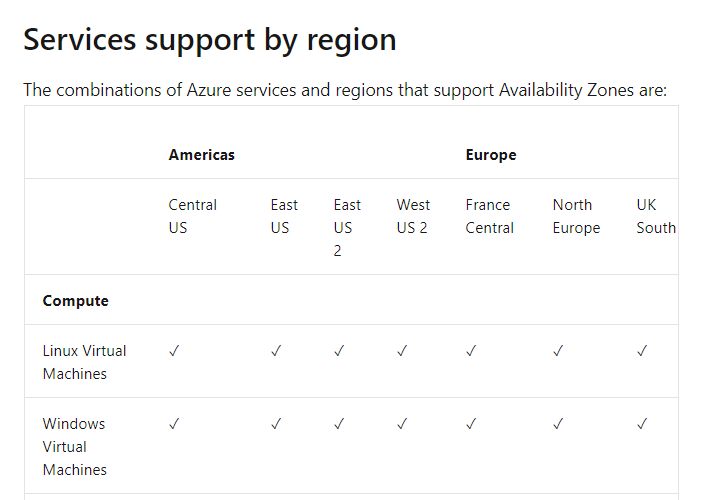 Services support by region
The combinations of Azure services and regions that support Availability Zones are:
Americas Europe
Central US East US East US 2 West US 2 France Central North Europe UK South
Compute
Linux Virtual Machines ✓ ✓ ✓ ✓ ✓ ✓ ✓
Windows Virtual Machines ✓ ✓ ✓ ✓ ✓ ✓ ✓